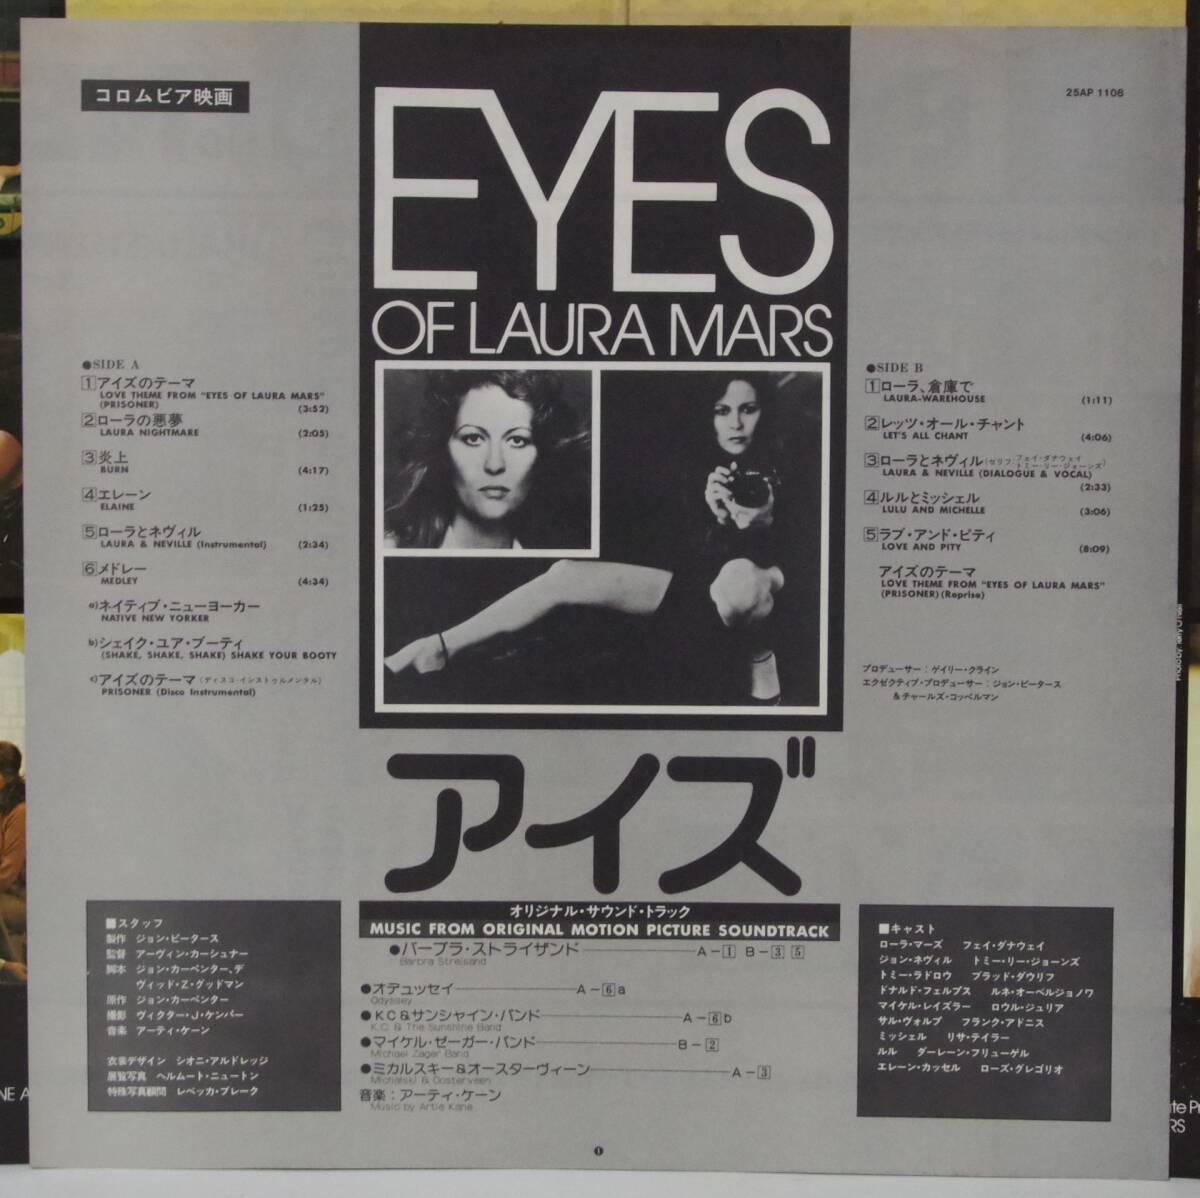 コロムビア映画
25AP 1108
EYES
OF LAURA MARS
●SIDE A
1 アイズのテーマ
LOVE THEME FROM "EYES OF LAURA MARS"
(PRISONER) (3:52)
2 ローラの悪夢
LAURA NIGHTMARE (2:05)
3 炎上
BURN (4:17)
4 エレーン
ELAINE (1:25)
5 ローラとネヴィル
LAURA & NEVILLE (Instrumental) (2:34)
6 メドレー
MEDLEY (4:34)
a) ネイティブ・ニューヨーカー
NATIVE NEW YORKER
b) シェイク・ユア・ブーティ
(SHAKE, SHAKE, SHAKE) SHAKE YOUR BOOTY
c) アイズのテーマ(ディスコ・インストゥルメンタル)
PRISONER (Disco Instrumental)
●SIDE B
1 ローラ、倉庫で
LAURA-WAREHOUSE (1:11)
2 レッツ・オール・チャント
LET'S ALL CHANT (4:06)
3 ローラとネヴィル(セリフ:フェイ・ダナウェイ トミー・リー・ジョーンズ)
LAURA & NEVILLE (DIALOGUE & VOCAL)
(2:33)
4 ルルとミッシェル
LULU AND MICHELLE (3:06)
5 ラブ・アンド・ピティ
LOVE AND PITY (8:09)
アイズのテーマ
LOVE THEME FROM "EYES OF LAURA MARS"
(PRISONER) (Reprise)
プロデューサー:ゲイリー・クライン
エクゼクティブ・プロデューサー:ジョン・ピータース
&チャールズ・コッペルマン
Photo by: Terry O'Neill
アイズ
オリジナル・サウンド・トラック
MUSIC FROM ORIGINAL MOTION PICTURE SOUNDTRACK
●バーブラ・ストライザンド A-1 B-3 5
Barbra Streisand
●オデュッセイ A-6a
Odyssey
●KC&サンシャイン・バンド A-6b
K.C. & The Sunshine Band
●マイケル・ゼーガー・バンド B-2
Michael Zager Band
●ミカルスキー&オースターヴィーン A-3
Michalski & Oosterveen
音楽:アーティ・ケーン
Music by Artie Kane
■スタッフ
製作 ジョン・ピータース
監督 アーヴィン・カーシュナー
脚本 ジョン・カーペンター、デ
ヴィッド・Z・グッドマン
原作 ジョン・カーペンター
撮影 ヴィクター・J・ケンパー
音楽 アーティ・ケーン
衣装デザイン シオニ・アルドレッジ
展覧写真 ヘルムート・ニュートン
特殊写真顧問 レベッカ・ブレーク
■キャスト
ローラ・マーズ フェイ・ダナウェイ
ジョン・ネヴィル トミー・リー・ジョーンズ
トミー・ラドロウ ブラッド・ダウリフ
ドナルド・フェルプス ルネ・オーベルジョノワ
マイケル・レイズラー ロウル・ジュリア
サル・ヴォルプ フランク・アドニス
ミッシェル リサ・テイラー
ルル ダーレーン・フリューゲル
エレーン・カッセル ローズ・グレゴリオ